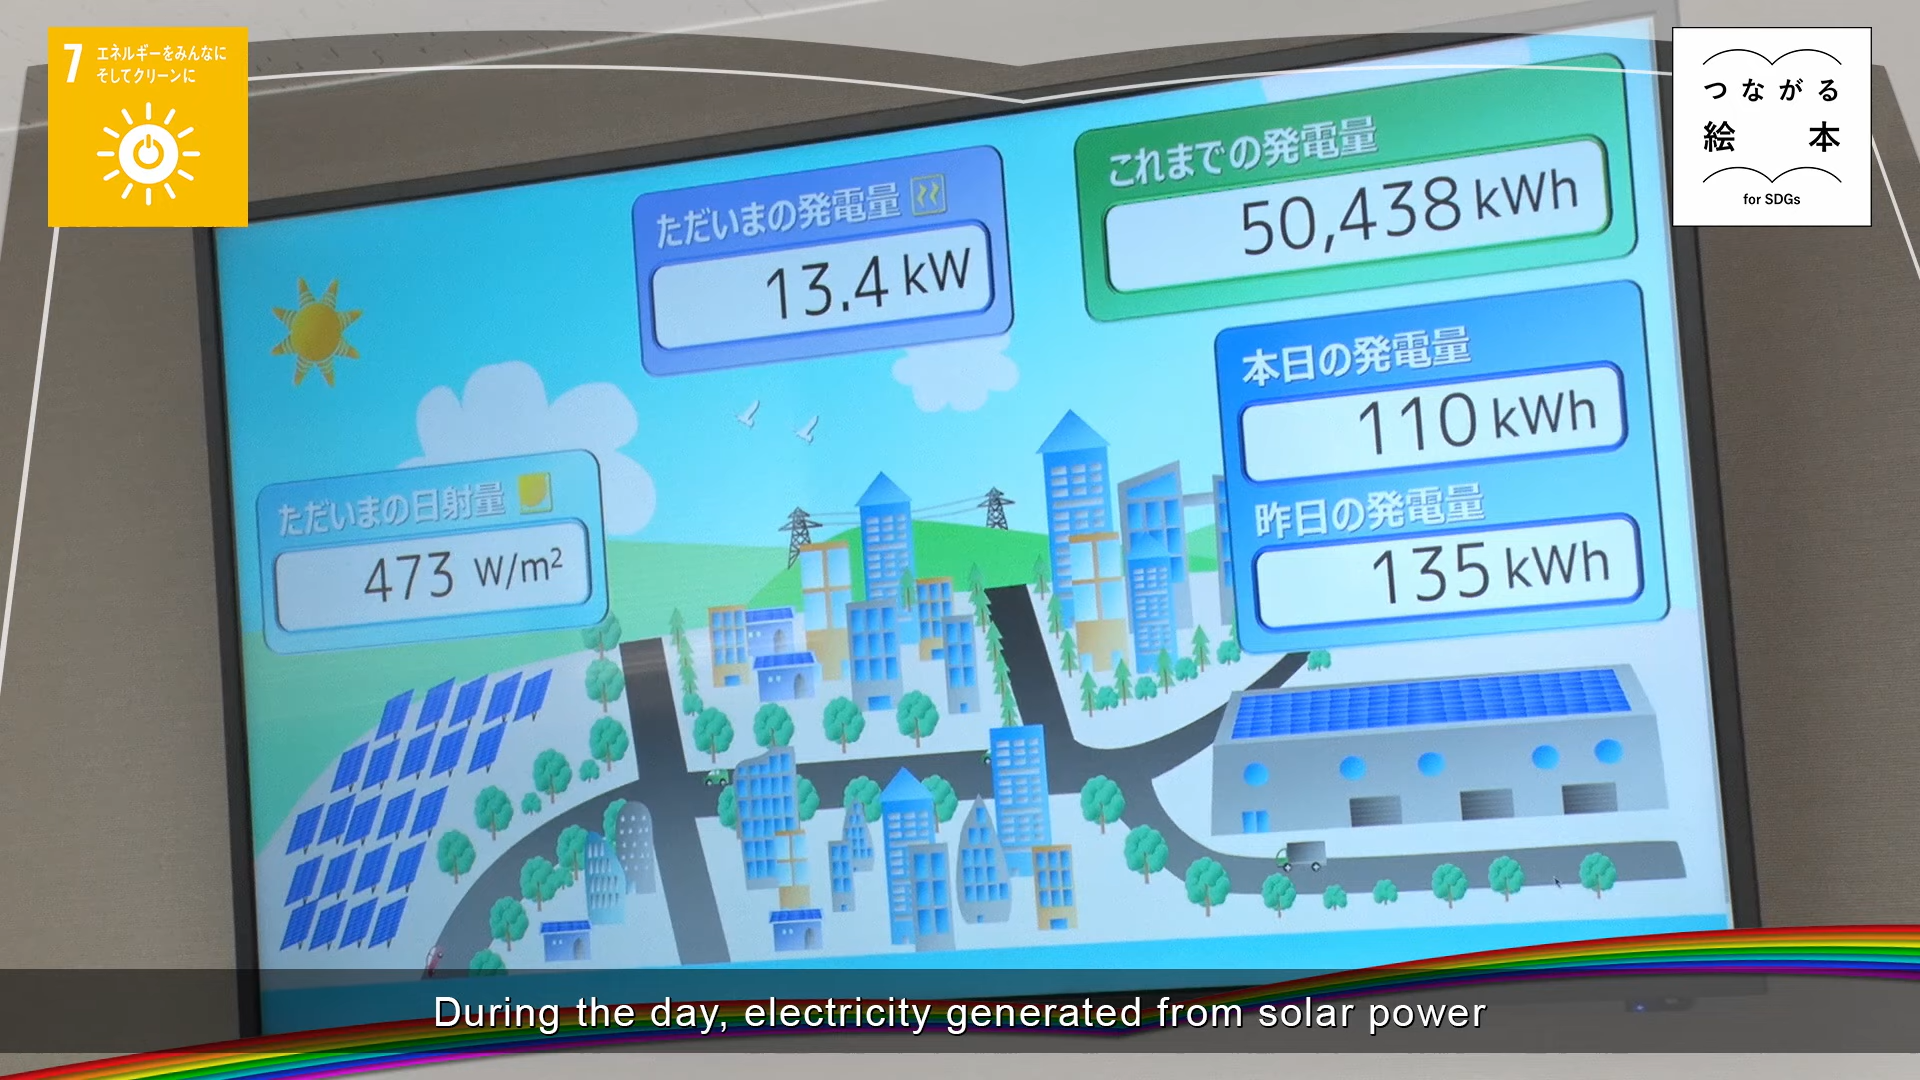 7 エネルギーをみんなに
そしてクリーンに
つながる
絵本
for SDGs
これまでの発電量
50,438 kWh
ただいまの発電量
13.4 kW
本日の発電量
110 kWh
昨日の発電量
135 kWh
ただいまの日射量
473 W/m²
During the day, electricity generated from solar power